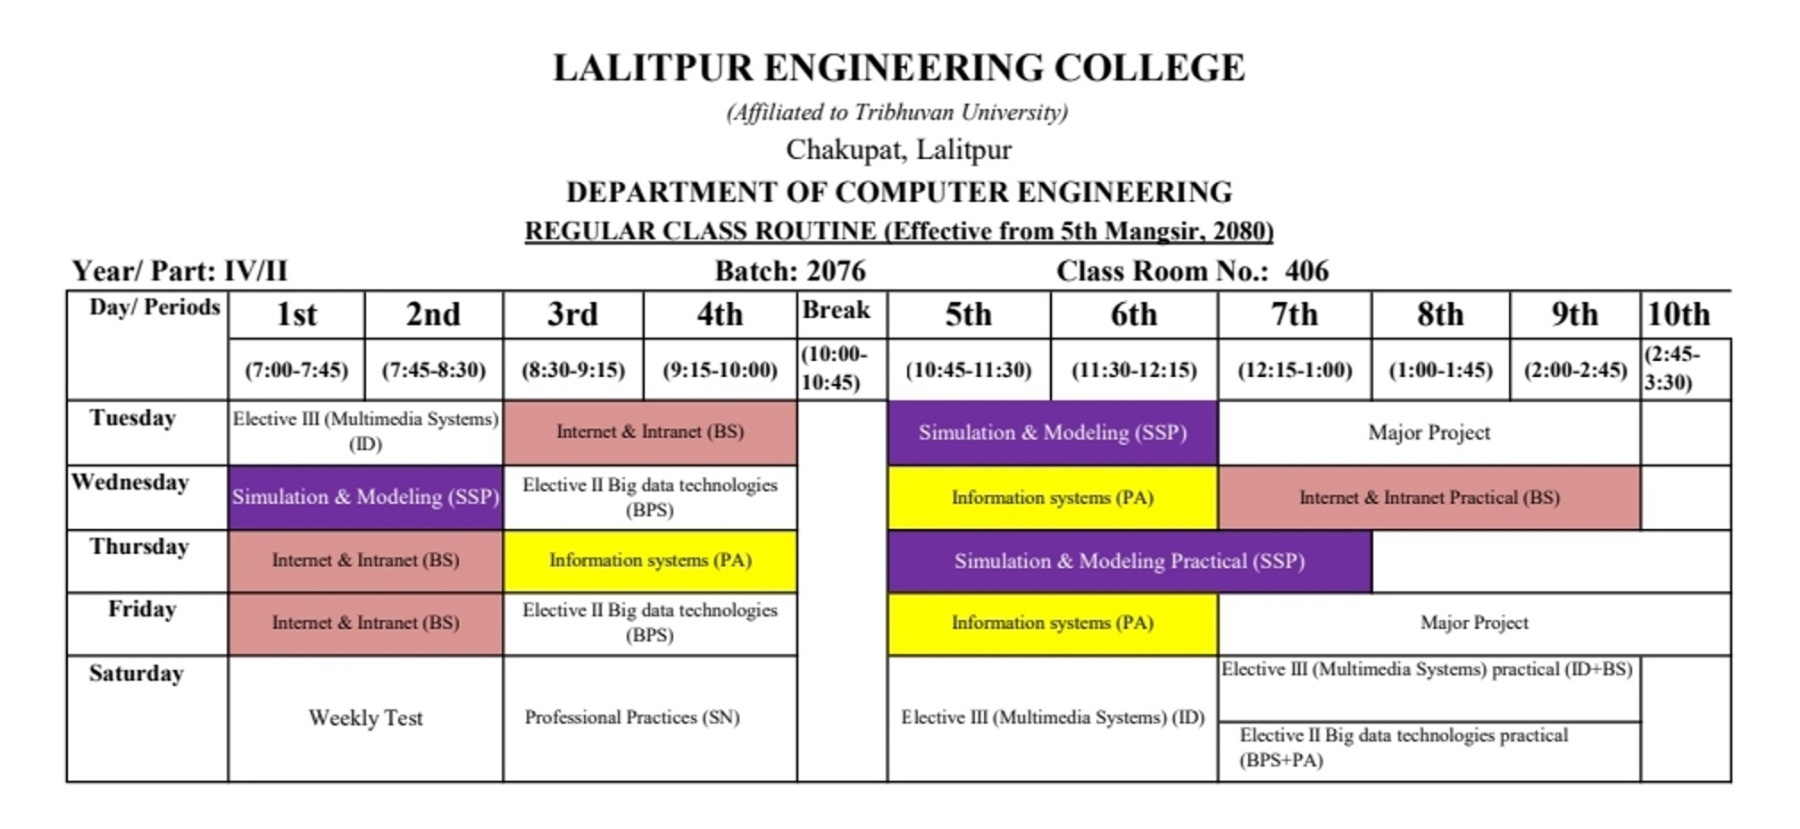 LALITPUR ENGINEERING COLLEGE
(Affiliated to Tribhuvan University)
Chakupat, Lalitpur
DEPARTMENT OF COMPUTER ENGINEERING
REGULAR CLASS ROUTINE (Effective from 5th Mangsir, 2080)
Year/ Part: IV/II Batch: 2076 Class Room No.: 406
Day/ Periods 1st 2nd 3rd 4th Break 5th 6th 7th 8th 9th 10th
(7:00-7:45) (7:45-8:30) (8:30-9:15) (9:15-10:00) (10:00-
10:45) (10:45-11:30) (11:30-12:15) (12:15-1:00) (1:00-1:45) (2:00-2:45) (2:45-
3:30)
Tuesday
Elective III (Multimedia Systems)
(ID)
Internet & Intranet (BS)
Simulation & Modeling (SSP)
Major Project
Wednesday
Simulation & Modeling (SSP)
Elective II Big data technologies
(BPS)
Information systems (PA)
Internet & Intranet Practical (BS)
Thursday
Internet & Intranet (BS)
Information systems (PA)
Simulation & Modeling Practical (SSP)
Friday
Internet & Intranet (BS)
Elective II Big data technologies
(BPS)
Information systems (PA)
Major Project
Saturday
Weekly Test
Professional Practices (SN)
Elective III (Multimedia Systems) (ID)
Elective III (Multimedia Systems) practical (ID+BS)
Elective II Big data technologies practical
(BPS+PA)